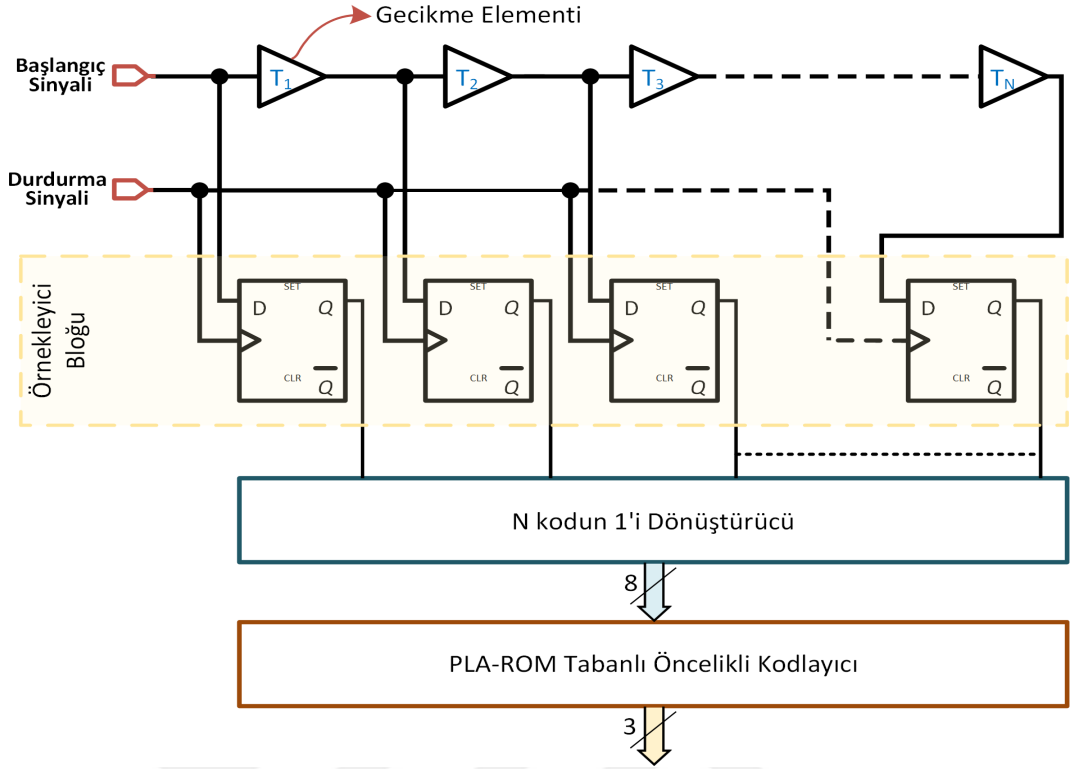 Gecikme Elementi
Başlangıç
Sinyali
T1
T2
T3
TN
Durdurma
Sinyali
Örnekleyici
Bloğu
SET
D
Q
CLR
Q
SET
D
Q
CLR
Q
SET
D
Q
CLR
Q
SET
D
Q
CLR
Q
N kodun 1'i Dönüştürücü
8
PLA-ROM Tabanlı Öncelikli Kodlayıcı
3